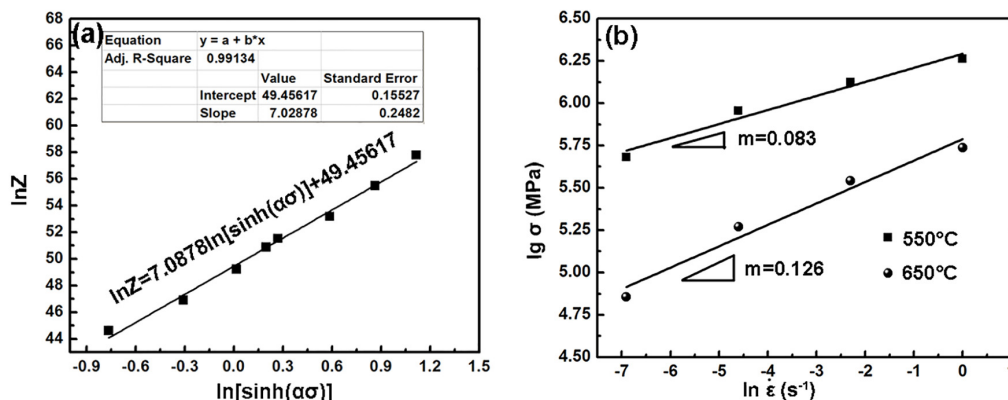 (a)
Equation y = a + b*x
Adj. R-Square 0.99134
Value Standard Error
Intercept 49.45617 0.15527
Slope 7.02878 0.2482
lnZ=7.0878ln[sinh(ασ)]+49.45617
68
66
64
62
60
58
56
54
52
50
48
46
44
lnZ
-0.9 -0.6 -0.3 0.0 0.3 0.6 0.9 1.2 1.5
ln[sinh(ασ)]
(b)
6.50
6.25
6.00
5.75
5.50
5.25
5.00
4.75
4.50
lg σ (MPa)
m=0.083
m=0.126
550°C
650°C
-7 -6 -5 -4 -3 -2 -1 0 1
ln ε̇ (s⁻¹)